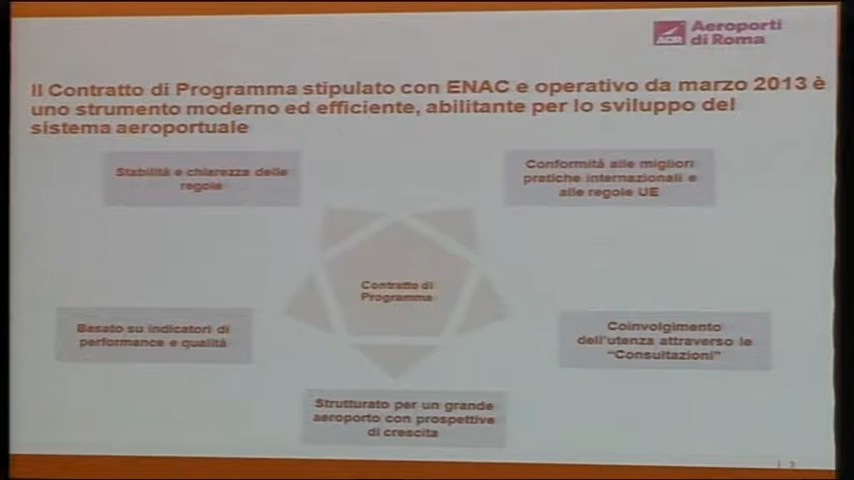 Aeroporti
di Roma
ADR
Il Contratto di Programma stipulato con ENAC e operativo da marzo 2013 è
uno strumento moderno ed efficiente, abilitante per lo sviluppo del
sistema aeroportuale
Stabilità e chiarezza delle
regole
Conformità alle migliori
pratiche internazionali e
alle regole UE
Contratto di
Programma
Basato su indicatori di
performance e qualità
Coinvolgimento
dell'utenza attraverso le
"Consultazioni"
Strutturato per un grande
aeroporto con prospettive
di crescita